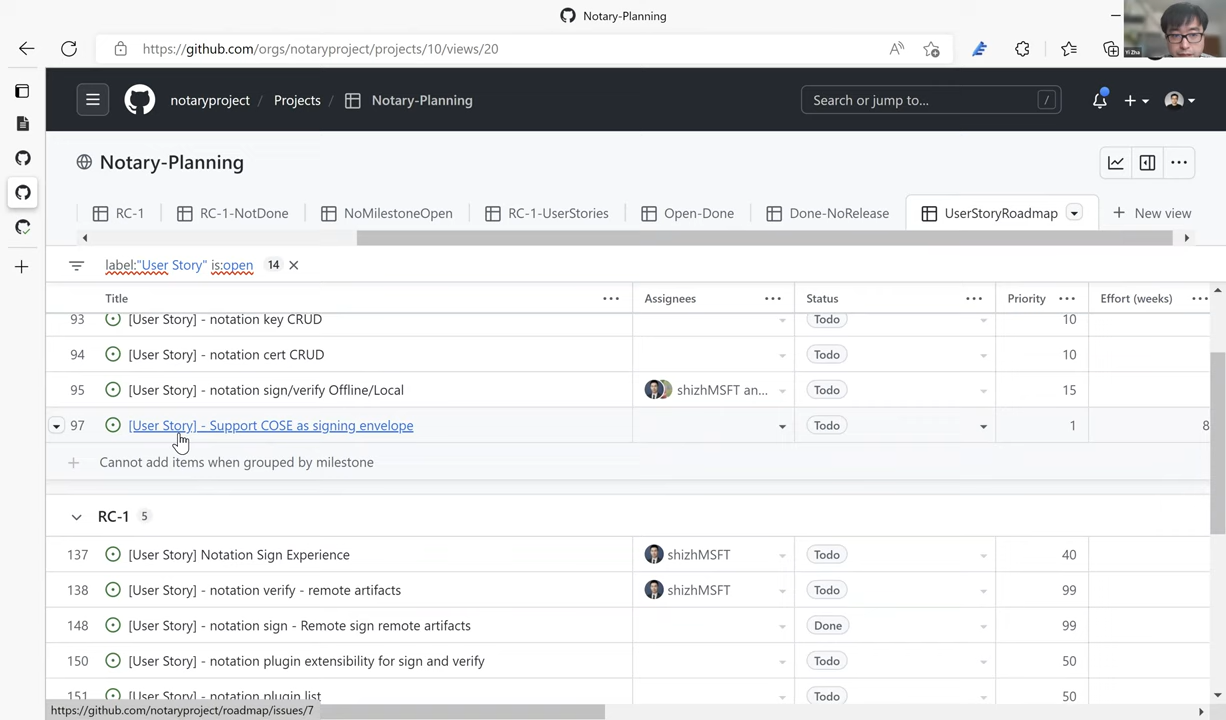 Notary-Planning
https://github.com/orgs/notaryproject/projects/10/views/20
Yi Zha
notaryproject / Projects / Notary-Planning
Search or jump to... /
Notary-Planning
RC-1 RC-1-NotDone NoMilestoneOpen RC-1-UserStories Open-Done Done-NoRelease UserStoryRoadmap New view
label:"User Story" is:open 14
Title Assignees Status Priority Effort (weeks)
93 [User Story] - notation key CRUD Todo 10
94 [User Story] - notation cert CRUD Todo 10
95 [User Story] - notation sign/verify Offline/Local shizhMSFT an... Todo 15
97 [User Story] - Support COSE as signing envelope Todo 1 8
Cannot add items when grouped by milestone
RC-1 5
137 [User Story] Notation Sign Experience shizhMSFT Todo 40
138 [User Story] - notation verify - remote artifacts shizhMSFT Todo 99
148 [User Story] - notation sign - Remote sign remote artifacts Done 99
150 [User Story] - notation plugin extensibility for sign and verify Todo 50
151 [User Story] - notation plugin list Todo 50
https://github.com/notaryproject/roadmap/issues/7